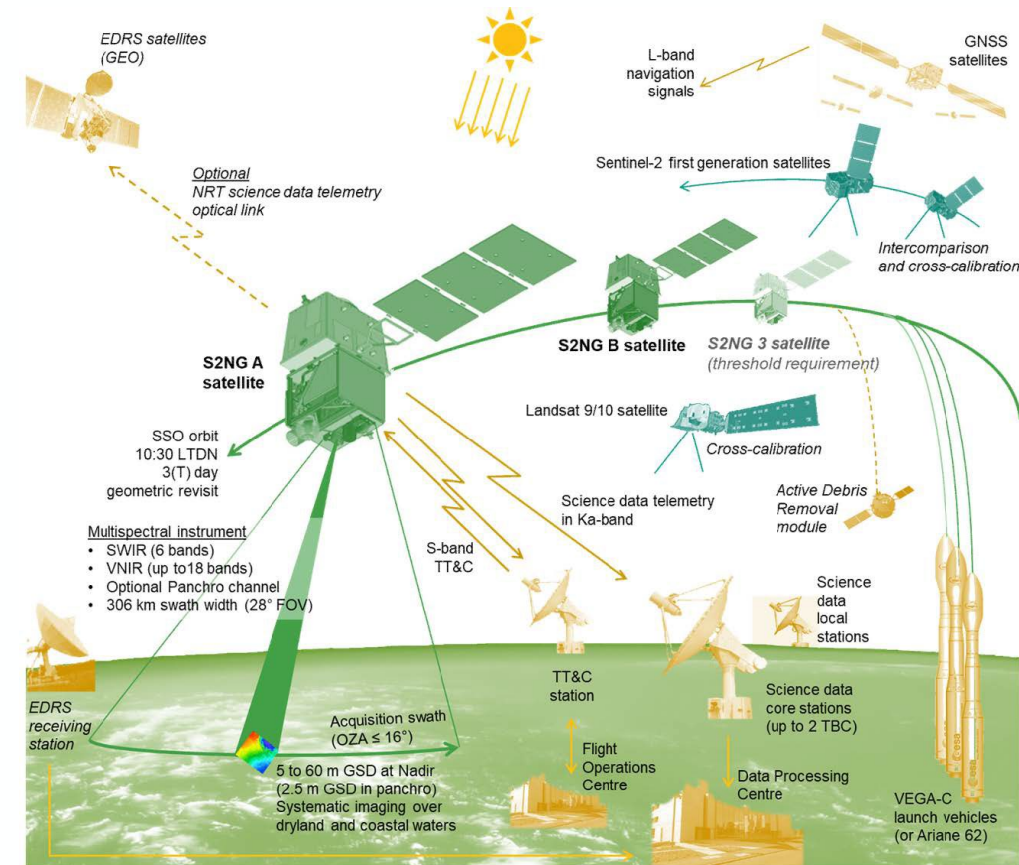 EDRS satellites
(GEO)
L-band
navigation
signals
GNSS
satellites
Optional
NRT science data telemetry
optical link
Sentinel-2 first generation satellites
Intercomparison
and cross-calibration
S2NG A
satellite
S2NG B satellite
S2NG 3 satellite
(threshold requirement)
Landsat 9/10 satellite
Cross-calibration
SSO orbit
10:30 LTDN
3(T) day
geometric revisit
Science data telemetry
in Ka-band
Active Debris
Removal
module
Multispectral instrument
• SWIR (6 bands)
• VNIR (up to18 bands)
• Optional Panchro channel
• 306 km swath width (28° FOV)
S-band
TT&C
Science
data
local
stations
EDRS
receiving
station
Acquisition swath
(OZA ≤ 16°)
TT&C
station
Science data
core stations
(up to 2 TBC)
5 to 60 m GSD at Nadir
(2.5 m GSD in panchro)
Systematic imaging over
dryland and coastal waters
Flight
Operations
Centre
Data Processing
Centre
esa
esa
esa
VEGA-C
launch vehicles
(or Ariane 62)